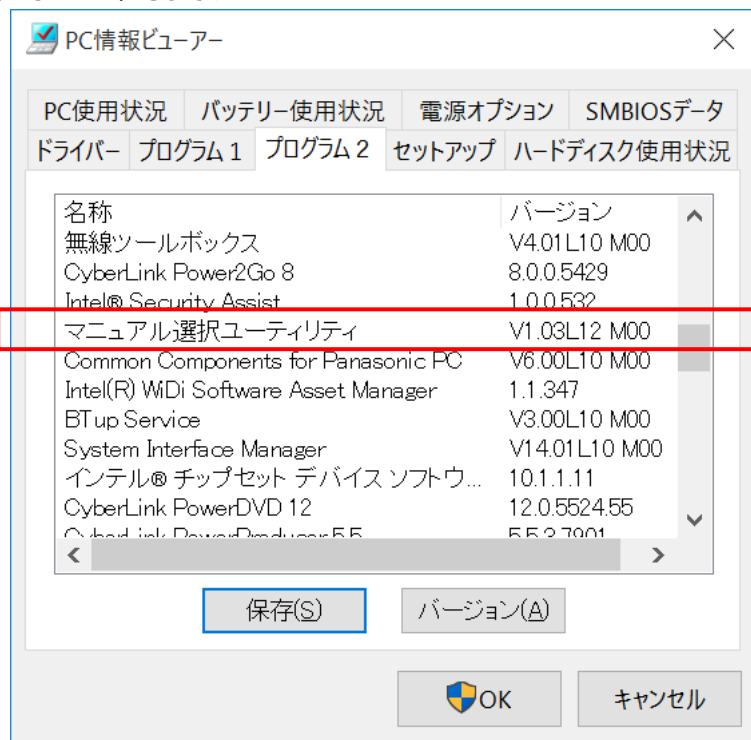 PC情報ビューアー
PC使用状況 バッテリー使用状況 電源オプション SMBIOSデータ
ドライバー プログラム 1 プログラム 2 セットアップ ハードディスク使用状況
名称 バージョン
無線ツールボックス V4.01L10 M00
CyberLink Power2Go 8 8.0.0.5429
Intel® Security Assist 1.0.0.532
マニュアル選択ユーティリティ V1.03L12 M00
Common Components for Panasonic PC V6.00L10 M00
Intel(R) WiDi Software Asset Manager 1.1.347
BTup Service V3.00L10 M00
System Interface Manager V14.01L10 M00
インテル® チップセット デバイス ソフトウ... 10.1.1.11
CyberLink PowerDVD 12 12.0.5524.55
CyberLink PowerProducer 5.5 5.5.3.7901
保存(S) バージョン(A)
OK キャンセル